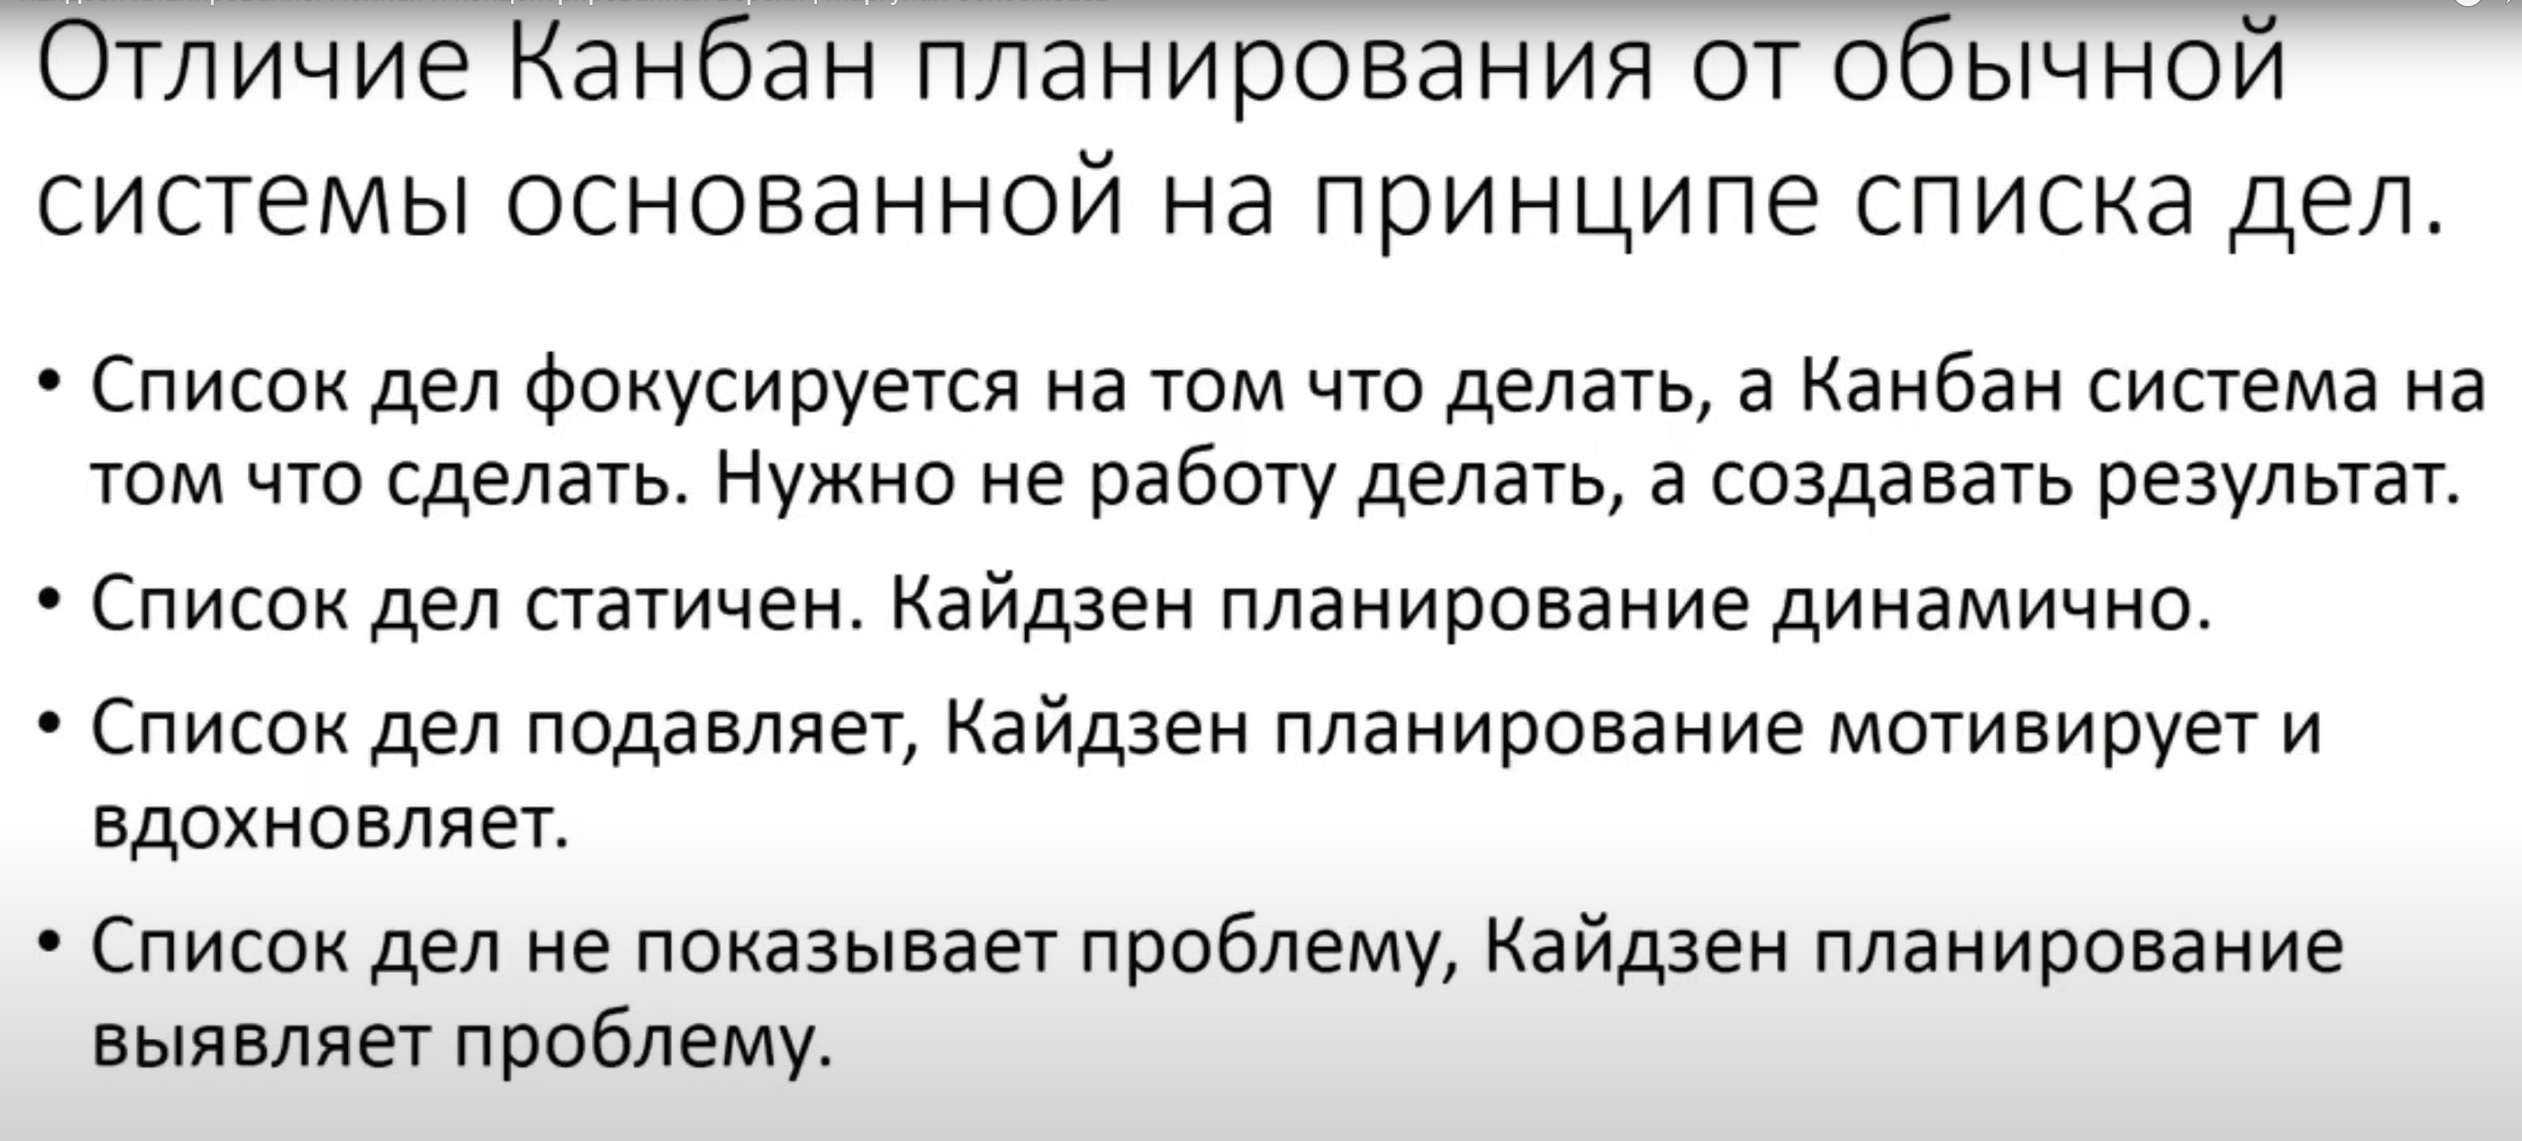 Отличие Канбан планирования от обычной
системы основанной на принципе списка дел.
• Список дел фокусируется на том что делать, а Канбан система на
том что сделать. Нужно не работу делать, а создавать результат.
• Список дел статичен. Кайдзен планирование динамично.
• Список дел подавляет, Кайдзен планирование мотивирует и
вдохновляет.
• Список дел не показывает проблему, Кайдзен планирование
выявляет проблему.